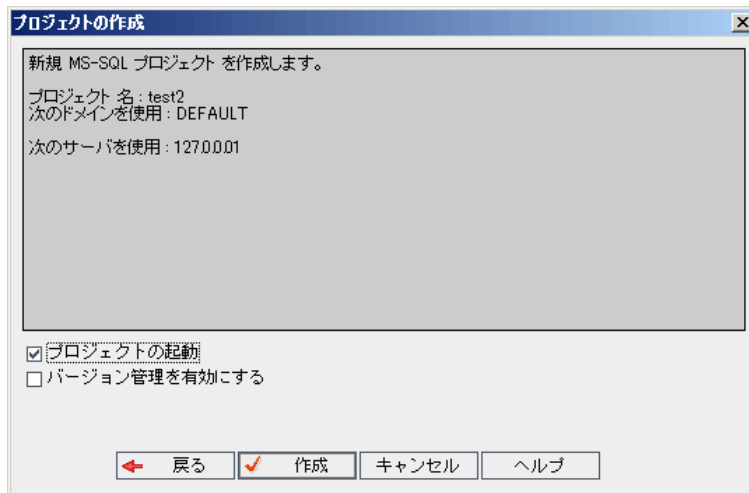 プロジェクトの作成
新規 MS-SQL プロジェクト を作成します。
プロジェクト 名 : test2
次のドメインを使用 : DEFAULT
次のサーバを使用 : 127.0.0.01
プロジェクトの起動
バージョン管理を有効にする
戻る
作成
キャンセル
ヘルプ